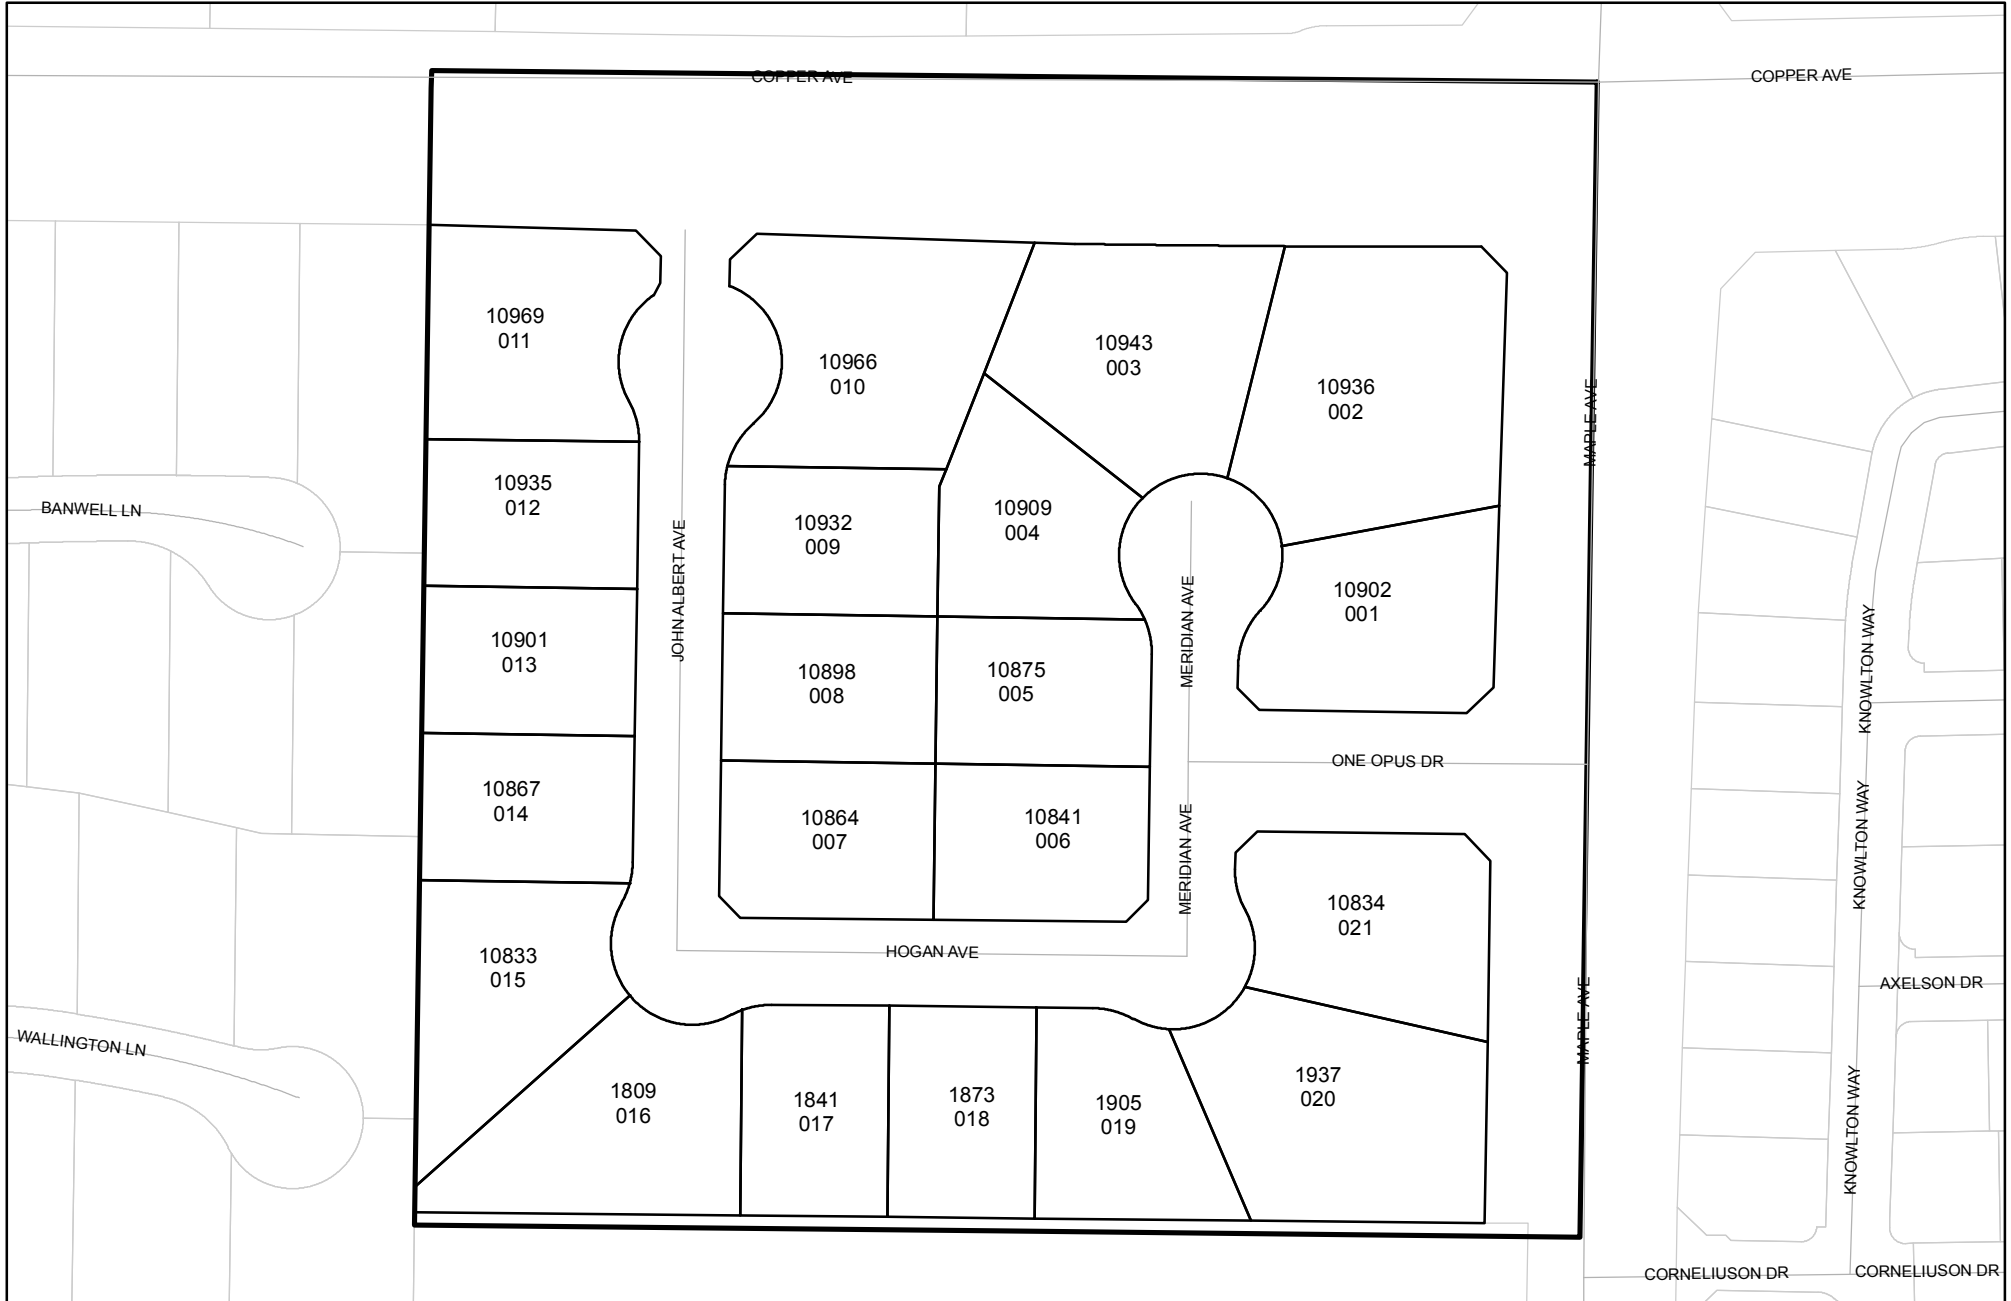 COPPER AVE
COPPER AVE
10969
011
10966
010
10943
003
10936
002
MAPLE AVE
10935
012
BANWELL LN
10932
009
10909
004
JOHN ALBERT AVE
10902
001
MERIDIAN AVE
10901
013
10898
008
10875
005
KNOWLTON WAY
ONE OPUS DR
10867
014
10864
007
10841
006
MERIDIAN AVE
KNOWLTON WAY
10834
021
HOGAN AVE
10833
015
AXELSON DR
MAPLE AVE
WALLINGTON LN
1809
016
1841
017
1873
018
1905
019
1937
020
KNOWLTON WAY
CORNELIUSON DR
CORNELIUSON DR